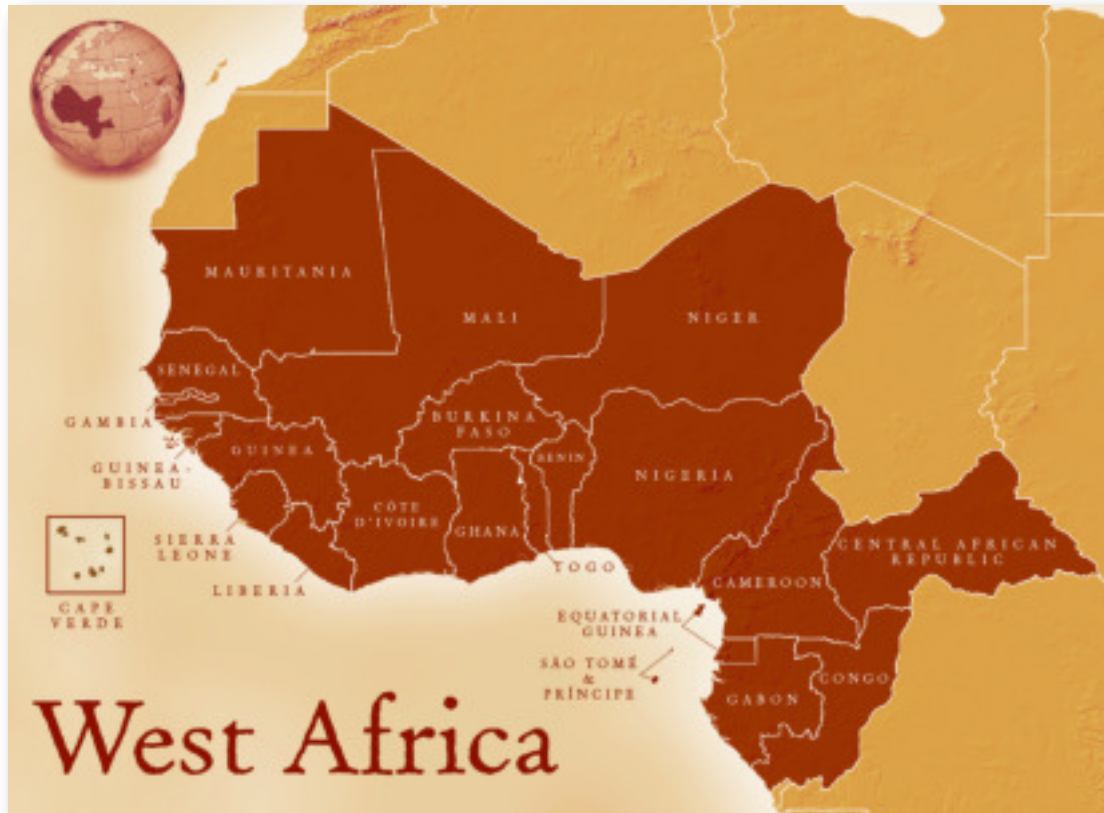 MAURITANIA
MALI
NIGER
SENEGAL
GAMBIA
GUINEA-
BISSAU
GUINEA
BURKINA
FASO
BENIN
NIGERIA
CÔTE
D'IVOIRE
GHANA
SIERRA
LEONE
LIBERIA
TOGO
CAPE
VERDE
CENTRAL AFRICAN
REPUBLIC
CAMEROON
EQUATORIAL
GUINEA
SÃO TOMÉ
&
PRÍNCIPE
GABON
CONGO
West Africa